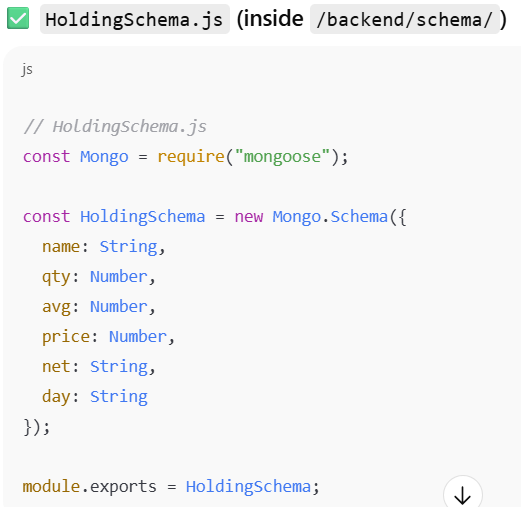 HoldingSchema.js (inside /backend/schema/)
js
// HoldingSchema.js
const Mongo = require("mongoose");
const HoldingSchema = new Mongo.Schema({
  name: String,
  qty: Number,
  avg: Number,
  price: Number,
  net: String,
  day: String
});
module.exports = HoldingSchema;